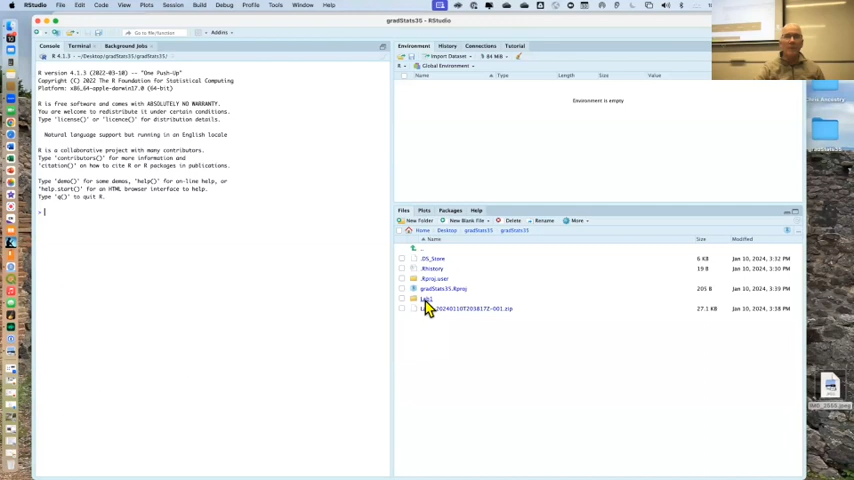 RStudio File Edit Code View Plots Session Build Debug Profile Tools Window Help
gradStats35 - RStudio
Go to file/function Addins
Console Terminal Background Jobs
R 4.1.3 · ~/Desktop/gradStats35/gradStats35/
R version 4.1.3 (2022-03-10) -- "One Push-Up"
Copyright (C) 2022 The R Foundation for Statistical Computing
Platform: x86_64-apple-darwin17.0 (64-bit)
R is free software and comes with ABSOLUTELY NO WARRANTY.
You are welcome to redistribute it under certain conditions.
Type 'license()' or 'licence()' for distribution details.
Natural language support but running in an English locale
R is a collaborative project with many contributors.
Type 'contributors()' for more information and
'citation()' on how to cite R or R packages in publications.
Type 'demo()' for some demos, 'help()' for on-line help, or
'help.start()' for an HTML browser interface to help.
Type 'q()' to quit R.
>
Environment History Connections Tutorial
Import Dataset 84 MiB
R Global Environment
Name Type Length Size Value
Environment is empty
Files Plots Packages Help
New Folder New Blank File Delete Rename More
Home Desktop gradStats35 gradStats35
Name Size Modified
..
.DS_Store 6 KB Jan 10, 2024, 3:32 PM
.Rhistory 19 B Jan 10, 2024, 3:30 PM
.Rproj.user
gradStats35.Rproj 205 B Jan 10, 2024, 3:39 PM
Lab1
20240110T203817Z-001.zip 27.1 KB Jan 10, 2024, 3:38 PM
Chris Ancestry